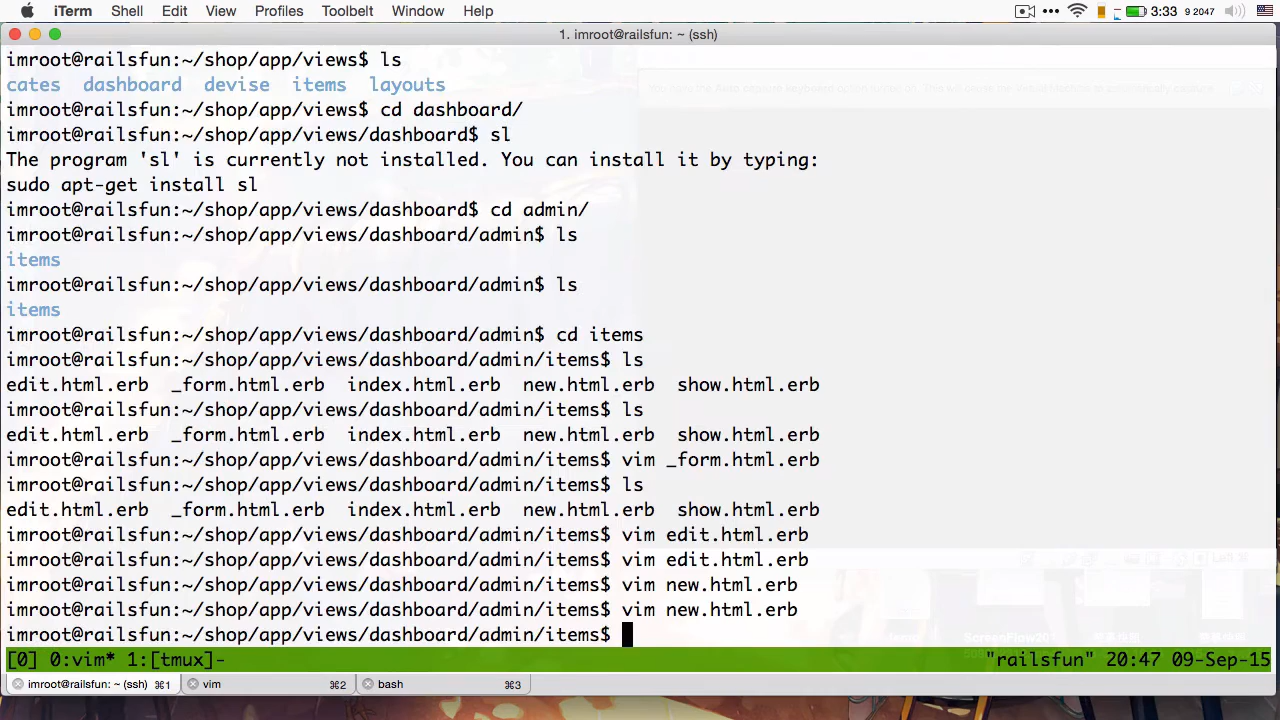 iTerm Shell Edit View Profiles Toolbelt Window Help 3:33 9 2047
1. imroot@railsfun: ~ (ssh)
imroot@railsfun:~/shop/app/views$ ls
cates dashboard devise items layouts
imroot@railsfun:~/shop/app/views$ cd dashboard/
imroot@railsfun:~/shop/app/views/dashboard$ sl
The program 'sl' is currently not installed. You can install it by typing:
sudo apt-get install sl
imroot@railsfun:~/shop/app/views/dashboard$ cd admin/
imroot@railsfun:~/shop/app/views/dashboard/admin$ ls
items
imroot@railsfun:~/shop/app/views/dashboard/admin$ ls
items
imroot@railsfun:~/shop/app/views/dashboard/admin$ cd items
imroot@railsfun:~/shop/app/views/dashboard/admin/items$ ls
edit.html.erb _form.html.erb index.html.erb new.html.erb show.html.erb
imroot@railsfun:~/shop/app/views/dashboard/admin/items$ ls
edit.html.erb _form.html.erb index.html.erb new.html.erb show.html.erb
imroot@railsfun:~/shop/app/views/dashboard/admin/items$ vim _form.html.erb
imroot@railsfun:~/shop/app/views/dashboard/admin/items$ ls
edit.html.erb _form.html.erb index.html.erb new.html.erb show.html.erb
imroot@railsfun:~/shop/app/views/dashboard/admin/items$ vim edit.html.erb
imroot@railsfun:~/shop/app/views/dashboard/admin/items$ vim edit.html.erb
imroot@railsfun:~/shop/app/views/dashboard/admin/items$ vim new.html.erb
imroot@railsfun:~/shop/app/views/dashboard/admin/items$ vim new.html.erb
imroot@railsfun:~/shop/app/views/dashboard/admin/items$
[0] 0:vim* 1:[tmux]- "railsfun" 20:47 09-Sep-15
imroot@railsfun: ~ (ssh) ⌘1 vim ⌘2 bash ⌘3